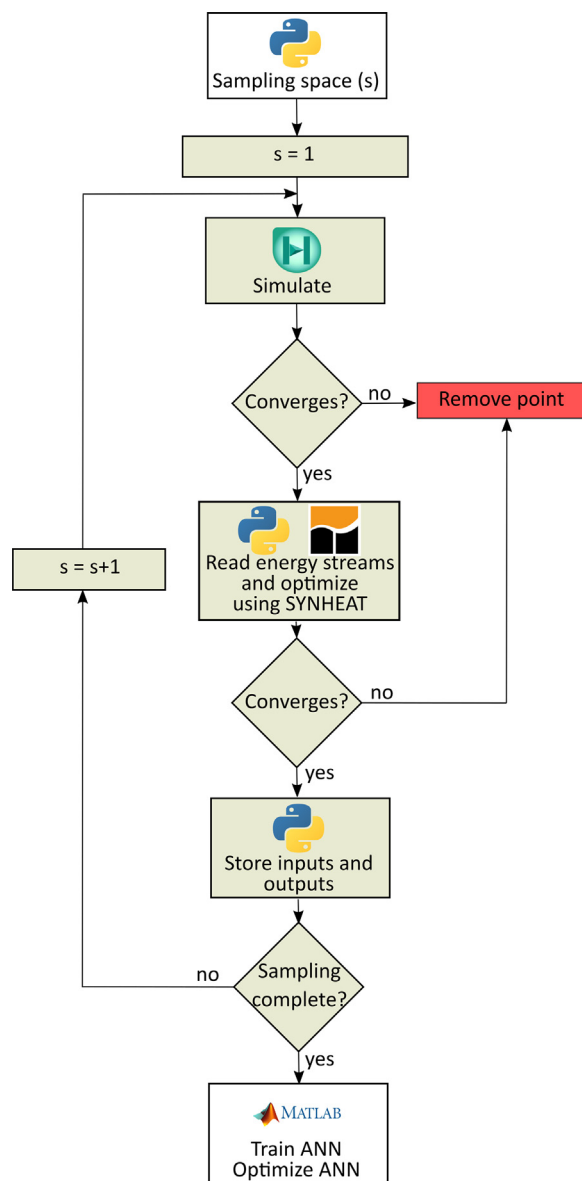 Sampling space (s)
s = 1
Simulate
Converges?
no
Remove point
yes
Read energy streams
and optimize
using SYNHEAT
s = s+1
Converges?
no
yes
Store inputs and
outputs
no
Sampling
complete?
yes
MATLAB
Train ANN
Optimize ANN